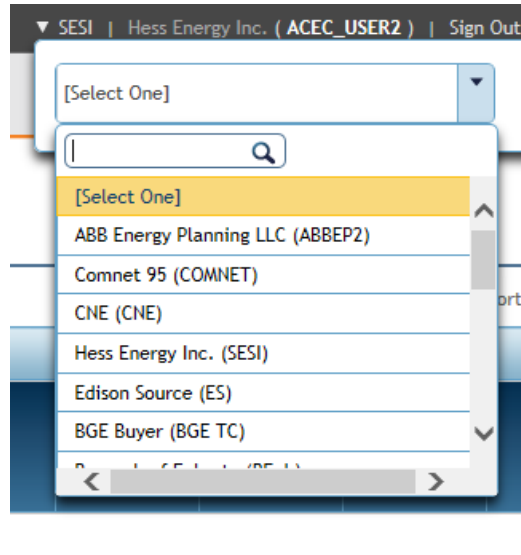 ▼ SESI | Hess Energy Inc. ( ACEC_USER2 ) | Sign Out
[Select One]
[Select One]
ABB Energy Planning LLC (ABBEP2)
Comnet 95 (COMNET)
CNE (CNE)
ort
Hess Energy Inc. (SESI)
Edison Source (ES)
BGE Buyer (BGE TC)